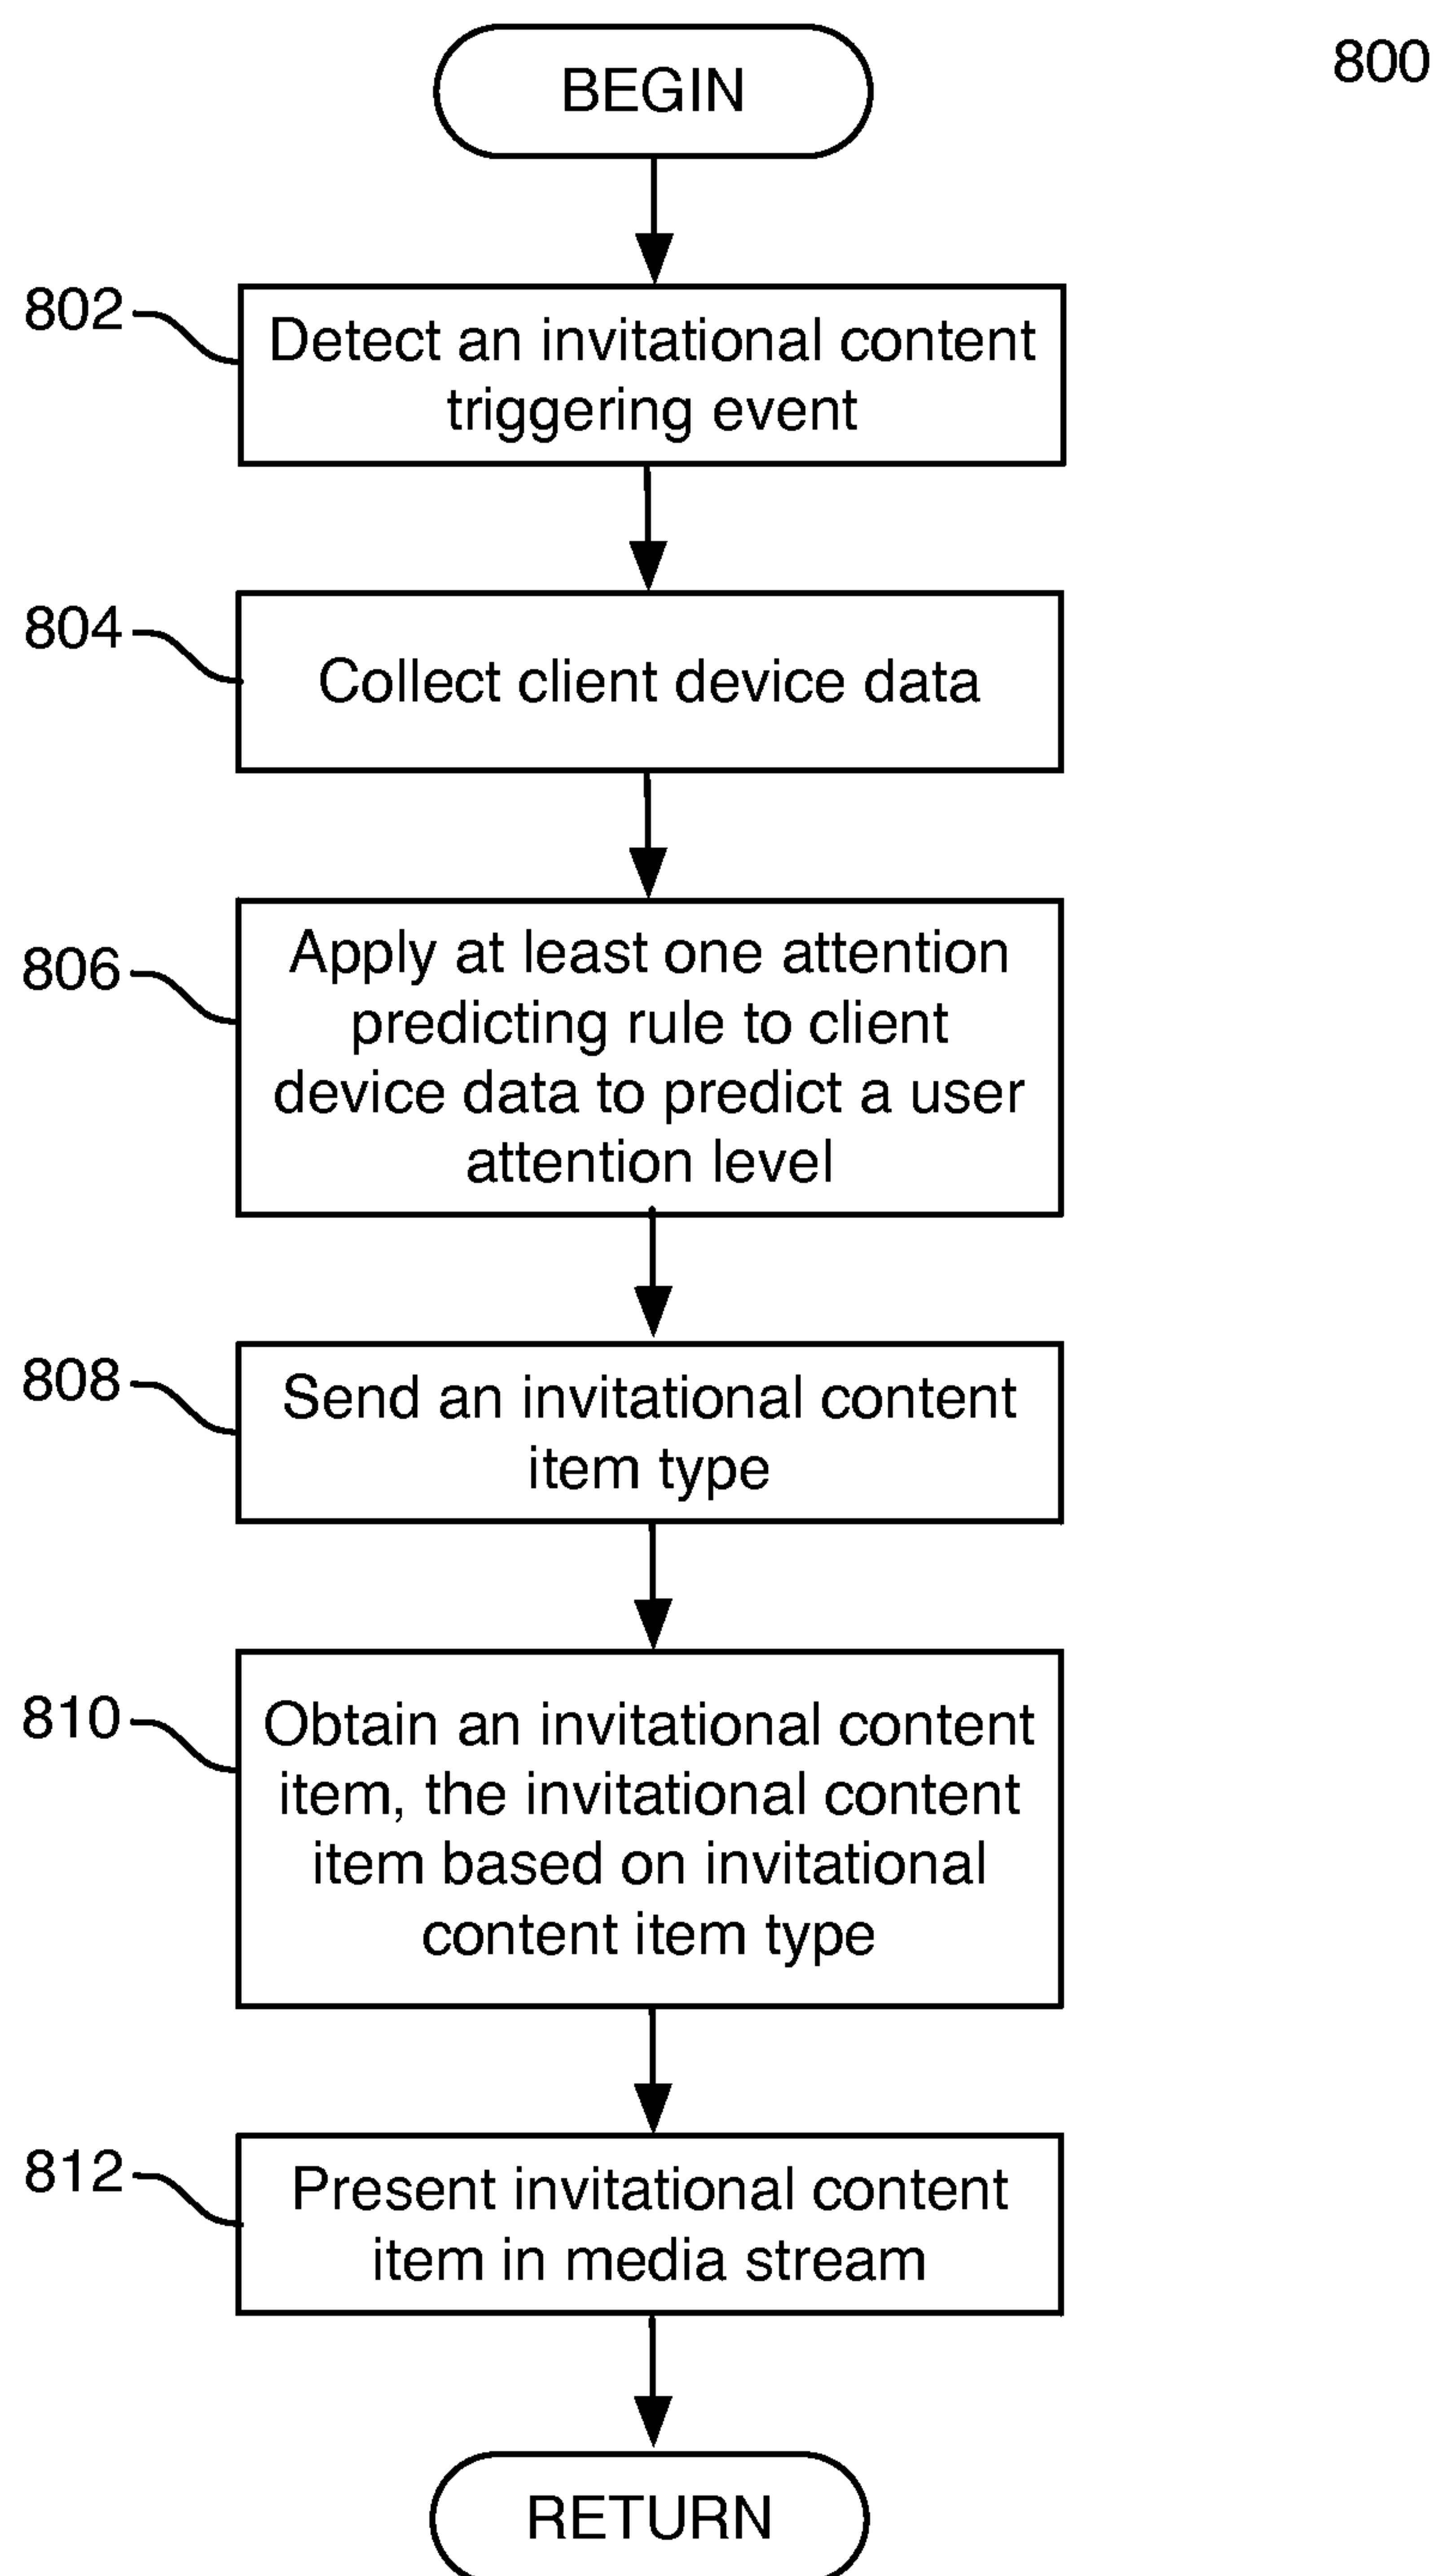 BEGIN
800
802
Detect an invitational content
triggering event
804
Collect client device data
806
Apply at least one attention
predicting rule to client
device data to predict a user
attention level
808
Send an invitational content
item type
810
Obtain an invitational content
item, the invitational content
item based on invitational
content item type
812
Present invitational content
item in media stream
RETURN